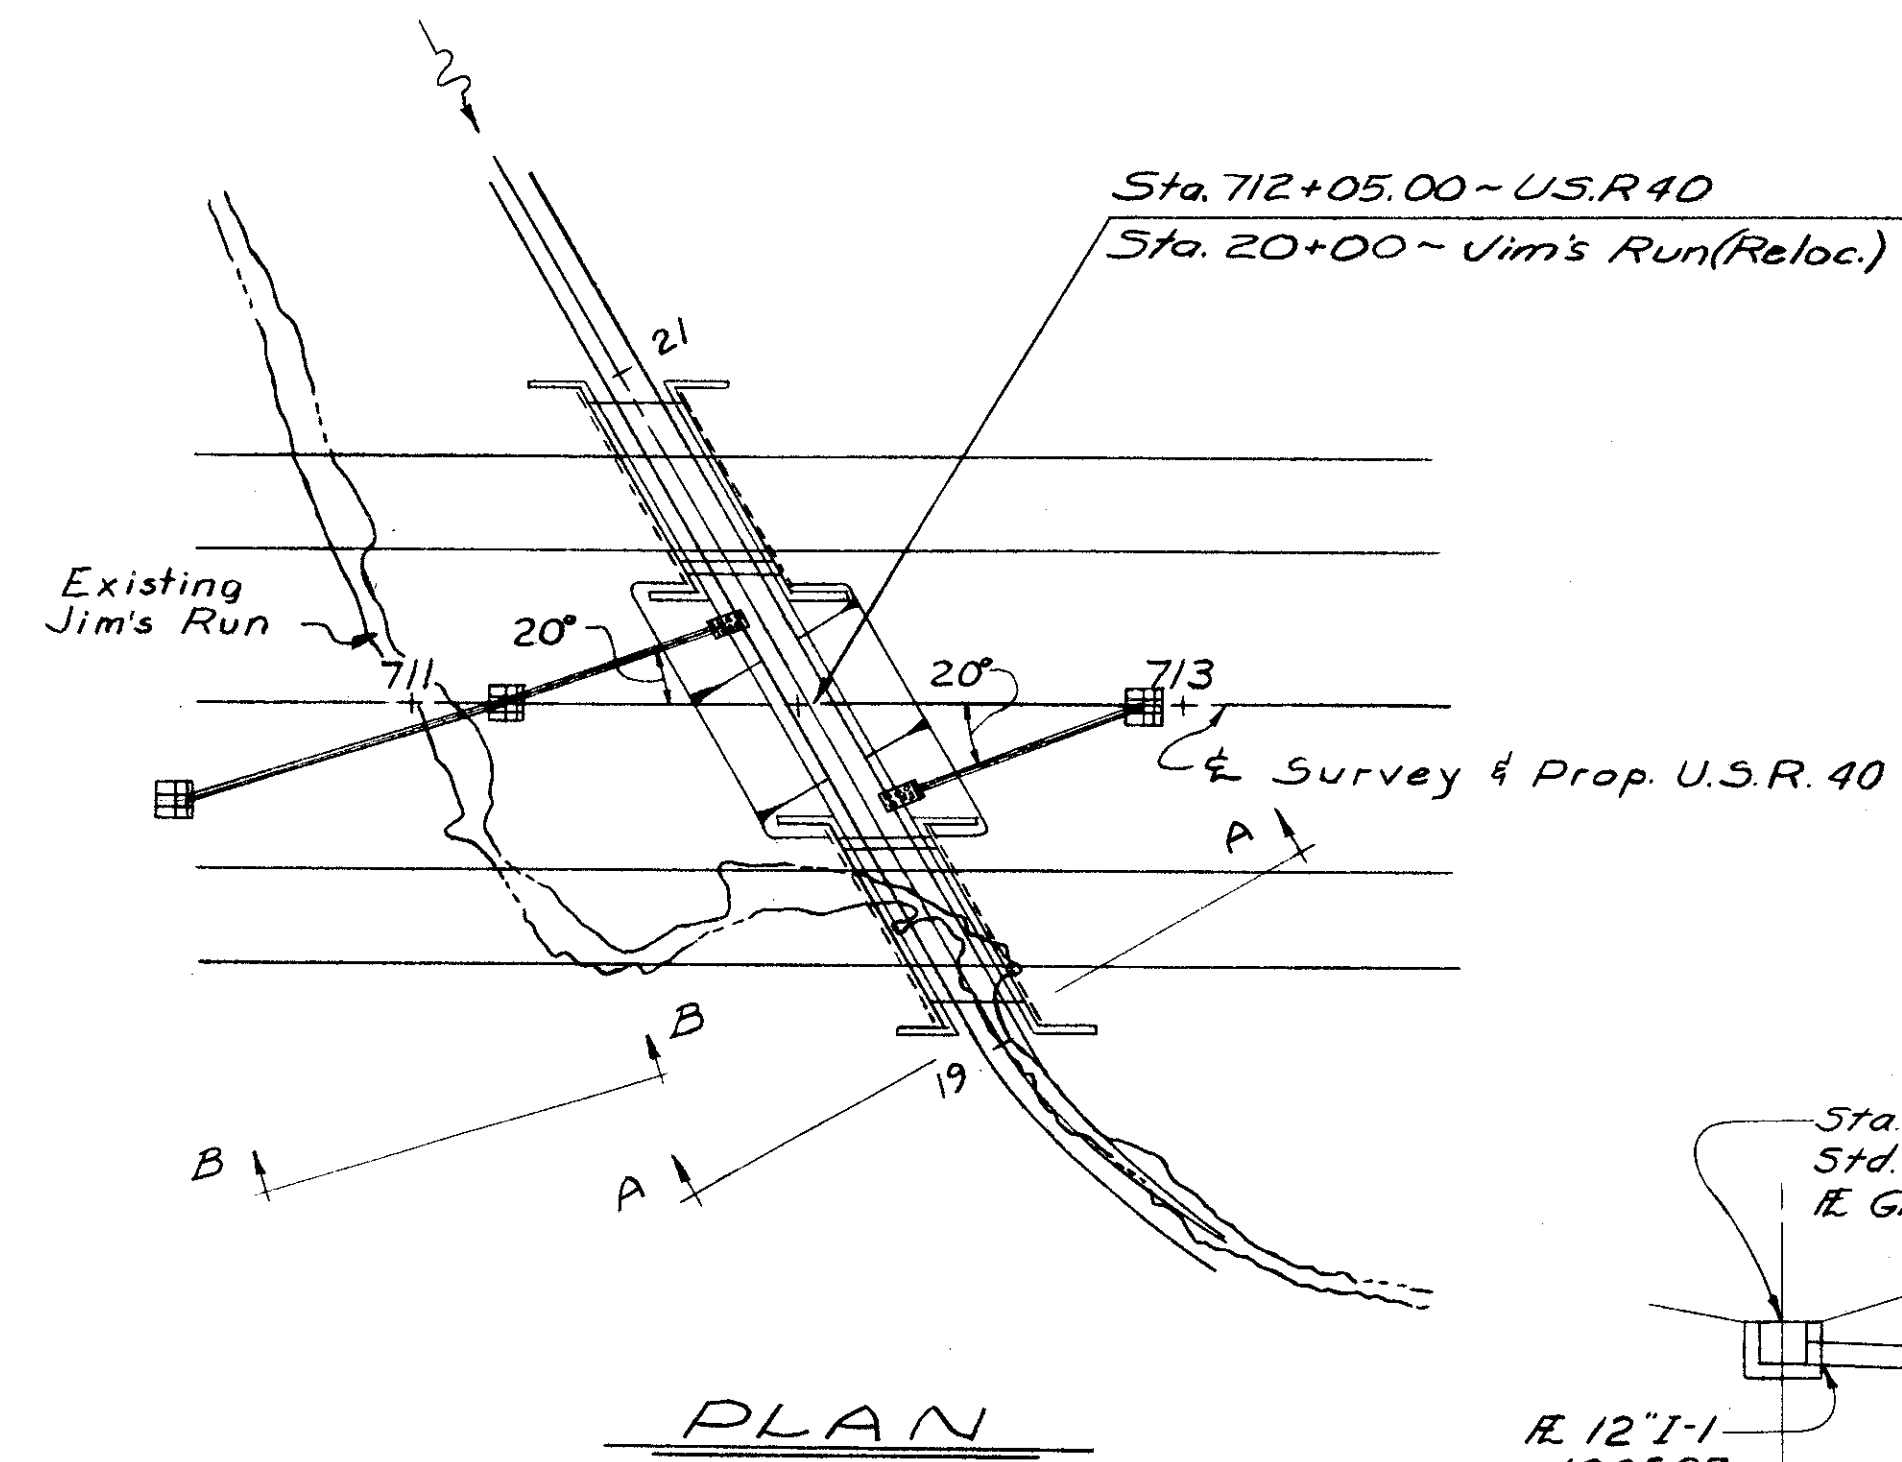 Sta. 712+05.00~US.R 40
Sta. 20+00~Jim's Run(Reloc.)
21
Existing
Jim's Run
20°
711
20°
713
℄ Survey & Prop. U.S.R. 40
A
B
19
B
A
Sta.
Std.
12" I-1
PLAN